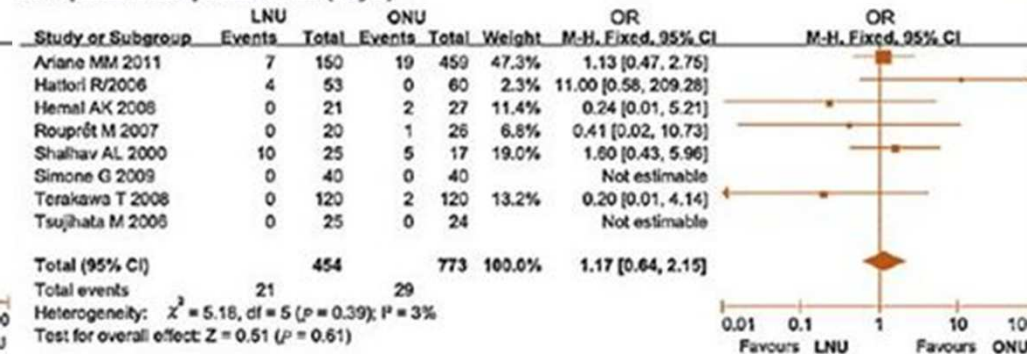 LNU ONU OR OR
Study or Subgroup Events Total Events Total Weight M-H, Fixed, 95% CI M-H, Fixed, 95% CI
Ariane MM 2011 7 150 19 459 47.3% 1.13 [0.47, 2.75]
Hattori R/2006 4 53 0 60 2.3% 11.00 [0.58, 209.28]
Hemal AK 2008 0 21 2 27 11.4% 0.24 [0.01, 5.21]
Rouprêt M 2007 0 20 1 26 6.8% 0.41 [0.02, 10.73]
Shalhav AL 2000 10 25 5 17 19.0% 1.60 [0.43, 5.96]
Simone G 2009 0 40 0 40 Not estimable
Terakawa T 2008 0 120 2 120 13.2% 0.20 [0.01, 4.14]
Tsujihata M 2006 0 25 0 24 Not estimable
Total (95% CI) 454 773 100.0% 1.17 [0.64, 2.15]
Total events 21 29
Heterogeneity: χ² = 5.18, df = 5 (p = 0.39); I² = 3%
Test for overall effect: Z = 0.51 (P = 0.61)
0.01 0.1 1 10 10
Favours LNU Favours ONU